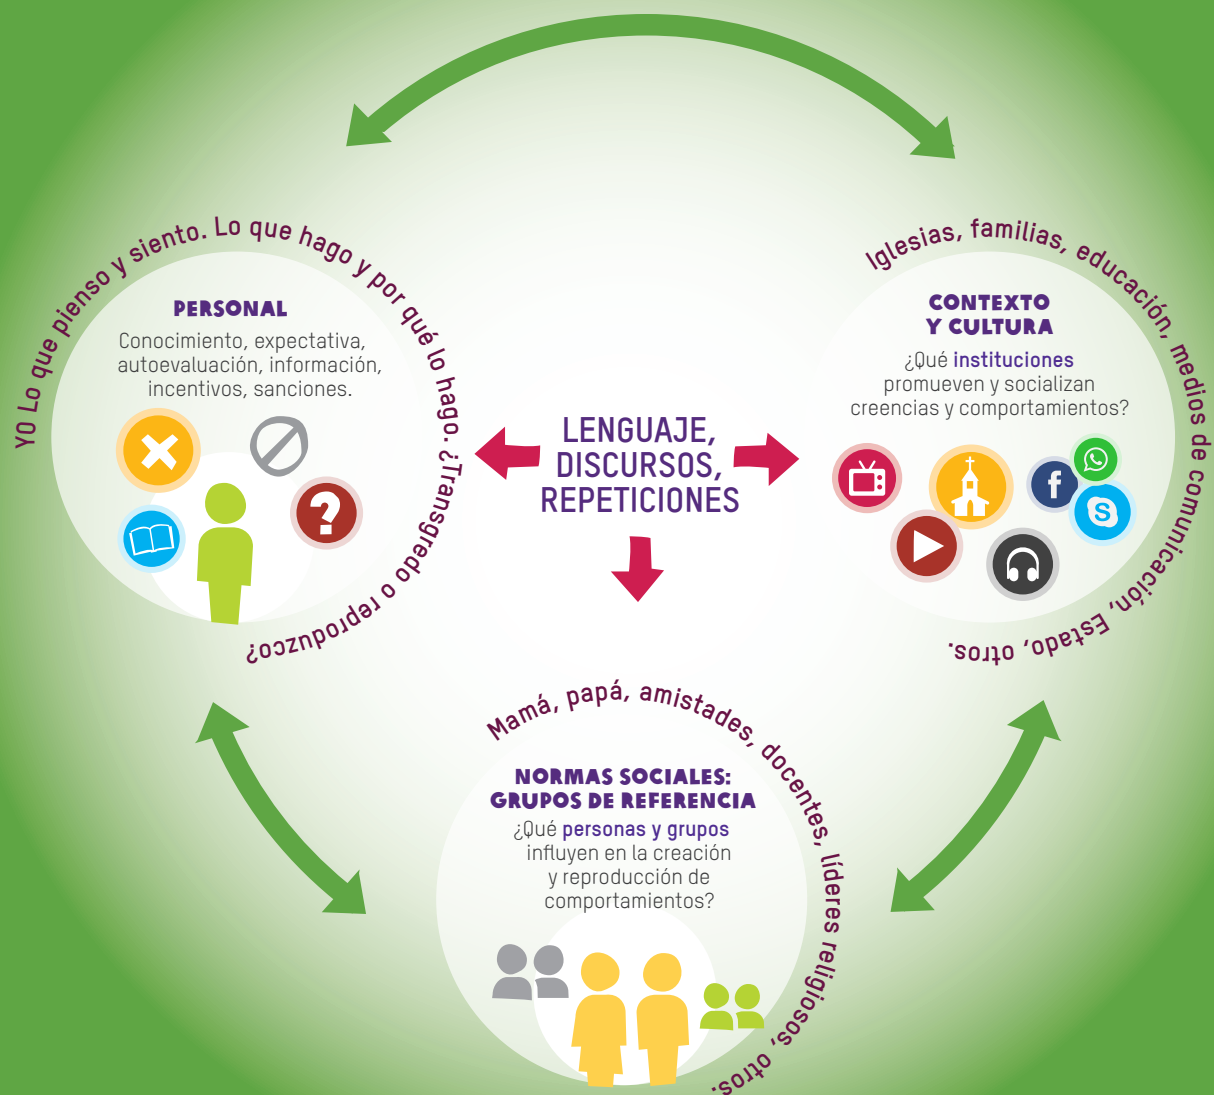 YO Lo que pienso y siento. Lo que hago y por qué lo hago. ¿Transgredo o reproduzco?
PERSONAL
Conocimiento, expectativa,
autoevaluación, información,
incentivos, sanciones.
?
LENGUAJE,
DISCURSOS,
REPETICIONES
Iglesias, familias, educación, medios de comunicación, Estado, otros.
CONTEXTO
Y CULTURA
¿Qué instituciones
promueven y socializan
creencias y comportamientos?
f
S
Mamá, papá, amistades, docentes, líderes religiosos, otros.
NORMAS SOCIALES:
GRUPOS DE REFERENCIA
¿Qué personas y grupos
influyen en la creación
y reproducción de
comportamientos?